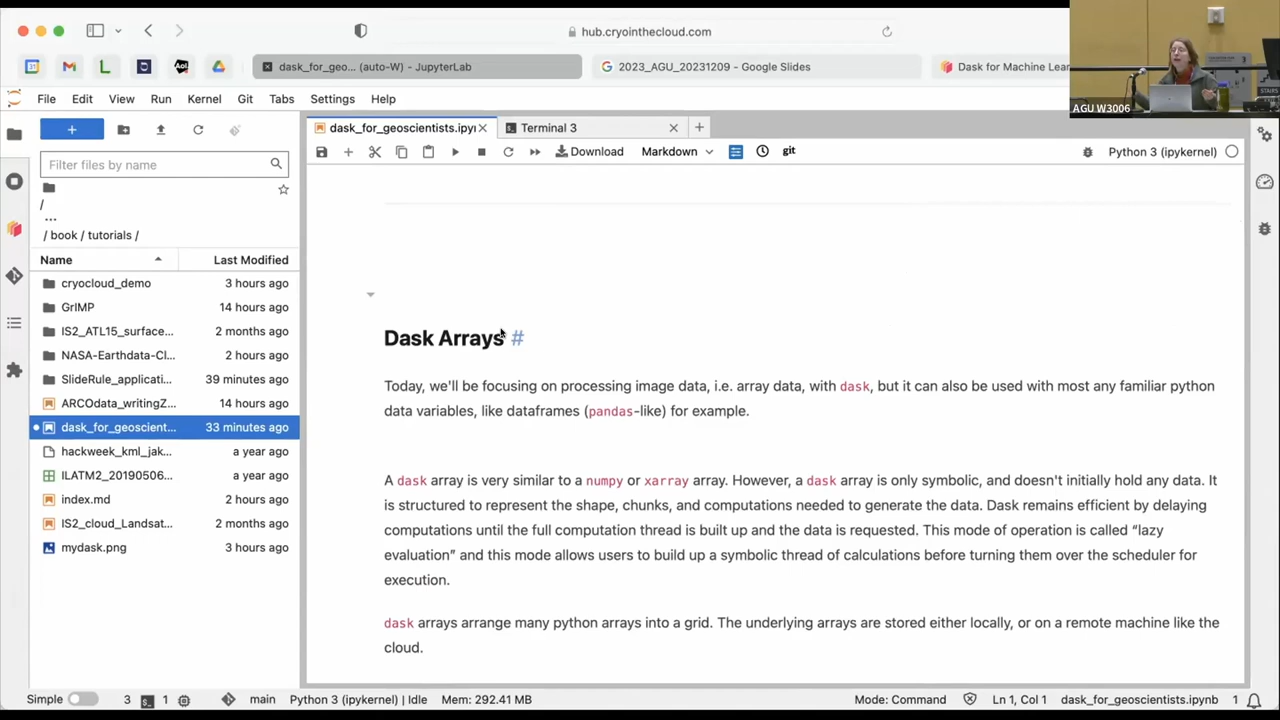 hub.cryointhecloud.com
dask_for_geo... (auto-W) - JupyterLab
2023_AGU_20231209 - Google Slides
Dask for Machine Lear
AGU W3006
File Edit View Run Kernel Git Tabs Settings Help
dask_for_geoscientists.ipyr
Terminal 3
Download
Markdown
git
Python 3 (ipykernel)
Filter files by name
/
...
/ book / tutorials /
Name Last Modified
cryocloud_demo 3 hours ago
GrIMP 14 hours ago
IS2_ATL15_surface... 2 months ago
NASA-Earthdata-Cl... 2 hours ago
SlideRule_applicati... 39 minutes ago
ARCOdata_writingZ... 14 hours ago
dask_for_geoscient... 33 minutes ago
hackweek_kml_jak... a year ago
ILATM2_20190506... a year ago
index.md 2 hours ago
IS2_cloud_Landsat... 2 months ago
mydask.png 3 hours ago
Dask Arrays #
Today, we'll be focusing on processing image data, i.e. array data, with dask, but it can also be used with most any familiar python
data variables, like dataframes (pandas-like) for example.
A dask array is very similar to a numpy or xarray array. However, a dask array is only symbolic, and doesn't initially hold any data. It
is structured to represent the shape, chunks, and computations needed to generate the data. Dask remains efficient by delaying
computations until the full computation thread is built up and the data is requested. This mode of operation is called “lazy
evaluation” and this mode allows users to build up a symbolic thread of calculations before turning them over the scheduler for
execution.
dask arrays arrange many python arrays into a grid. The underlying arrays are stored either locally, or on a remote machine like the
cloud.
Simple 3 1 main Python 3 (ipykernel) | Idle Mem: 292.41 MB Mode: Command Ln 1, Col 1 dask_for_geoscientists.ipynb 1